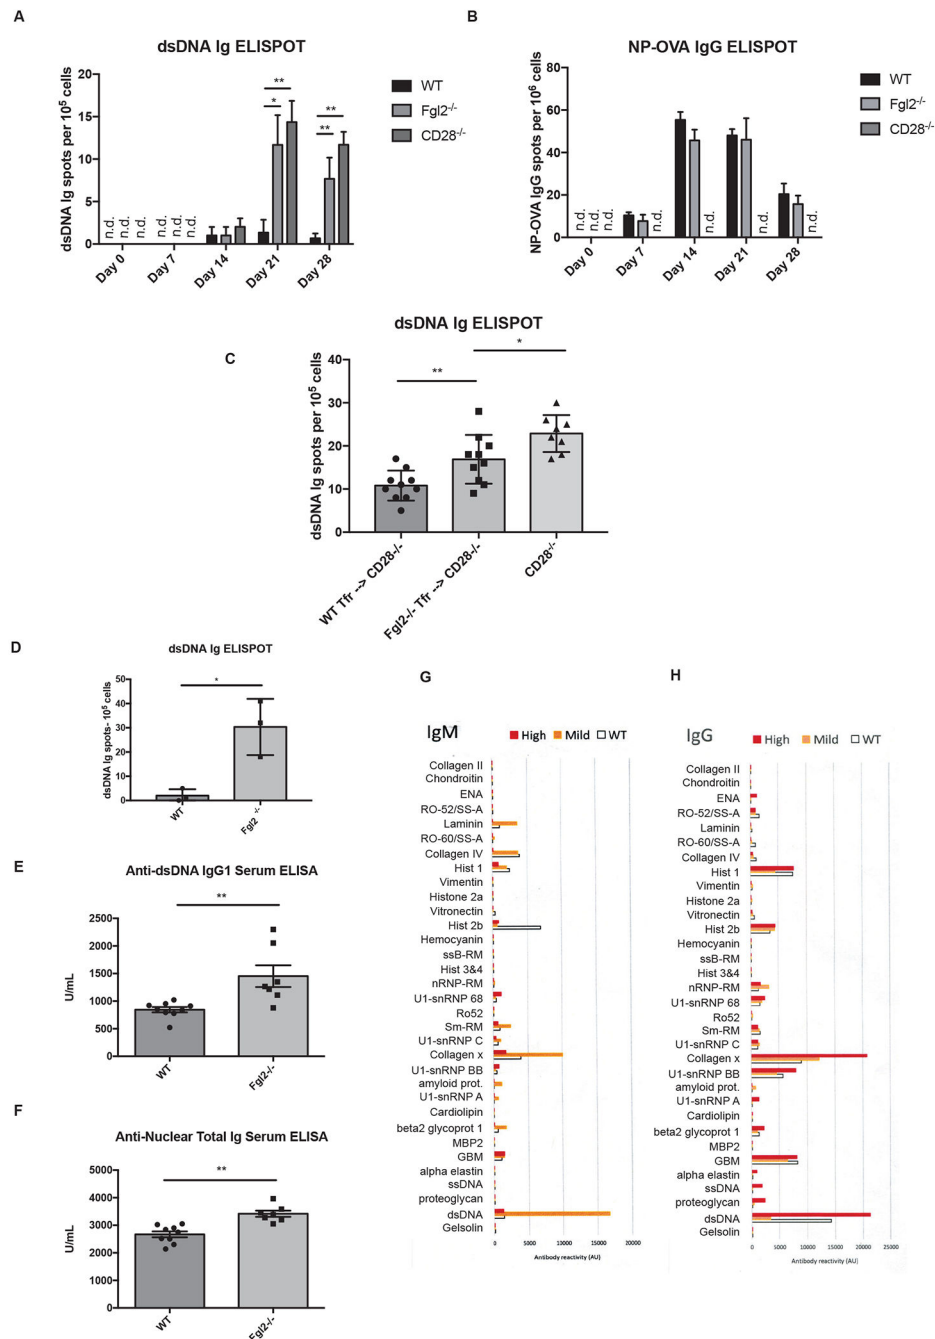 A
dsDNA Ig ELISPOT
dsDNA Ig spots per 10⁵ cells
20
15
10
5
0
n.d.
n.d.
n.d.
n.d.
n.d.
n.d.
*
**
**
**
Day 0
Day 7
Day 14
Day 21
Day 28
WT
Fgl2⁻/⁻
CD28⁻/⁻
B
NP-OVA IgG ELISPOT
NP-OVA IgG spots per 10⁶ cells
80
60
40
20
0
n.d.
n.d.
n.d.
n.d.
n.d.
n.d.
n.d.
Day 0
Day 7
Day 14
Day 21
Day 28
WT
Fgl2⁻/⁻
CD28⁻/⁻
C
dsDNA Ig ELISPOT
dsDNA Ig spots per 10⁵ cells
40
30
20
10
0
**
*
WT Tfr --> CD28-/-
Fgl2-/- Tfr --> CD28-/-
CD28⁻/⁻
D
dsDNA Ig ELISPOT
dsDNA Ig spots- 10⁵ cells
50
40
30
20
10
0
*
WT
Fgl2⁻/⁻
E
Anti-dsDNA IgG1 Serum ELISA
U/mL
2500
2000
1500
1000
500
0
**
WT
Fgl2-/-
F
Anti-Nuclear Total Ig Serum ELISA
U/mL
5000
4000
3000
2000
1000
0
**
WT
Fgl2-/-
G
IgM
High Mild WT
Collagen II
Chondroitin
ENA
RO-52/SS-A
Laminin
RO-60/SS-A
Collagen IV
Hist 1
Vimentin
Histone 2a
Vitronectin
Hist 2b
Hemocyanin
ssB-RM
Hist 3&4
nRNP-RM
U1-snRNP 68
Ro52
Sm-RM
U1-snRNP C
Collagen x
U1-snRNP BB
amyloid prot.
U1-snRNP A
Cardiolipin
beta2 glycoprot 1
MBP2
GBM
alpha elastin
ssDNA
proteoglycan
dsDNA
Gelsolin
0 5000 10000 15000 20000
Antibody reactivity (AU)
H
IgG
High Mild WT
Collagen II
Chondroitin
ENA
RO-52/SS-A
Laminin
RO-60/SS-A
Collagen IV
Hist 1
Vimentin
Histone 2a
Vitronectin
Hist 2b
Hemocyanin
ssB-RM
Hist 3&4
nRNP-RM
U1-snRNP 68
Ro52
Sm-RM
U1-snRNP C
Collagen x
U1-snRNP BB
amyloid prot.
U1-snRNP A
Cardiolipin
beta2 glycoprot 1
MBP2
GBM
alpha elastin
ssDNA
proteoglycan
dsDNA
Gelsolin
0 5000 10000 15000 20000 25000
Antibody reactivity (AU)